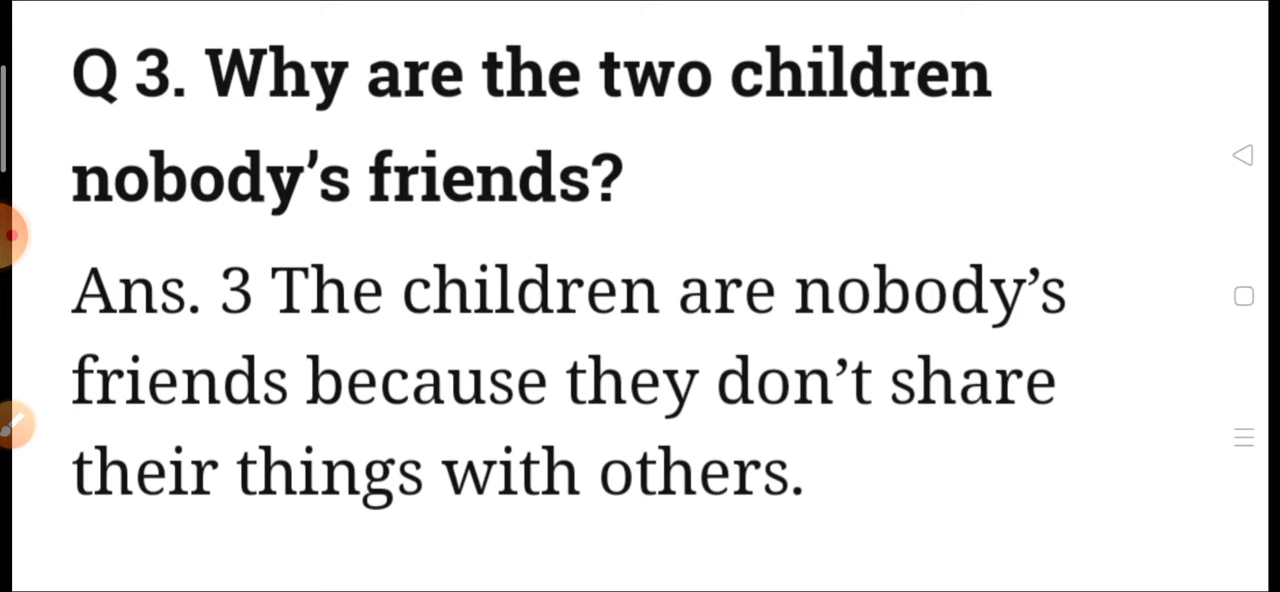 Q 3. Why are the two children
nobody’s friends?
Ans. 3 The children are nobody’s
friends because they don’t share
their things with others.